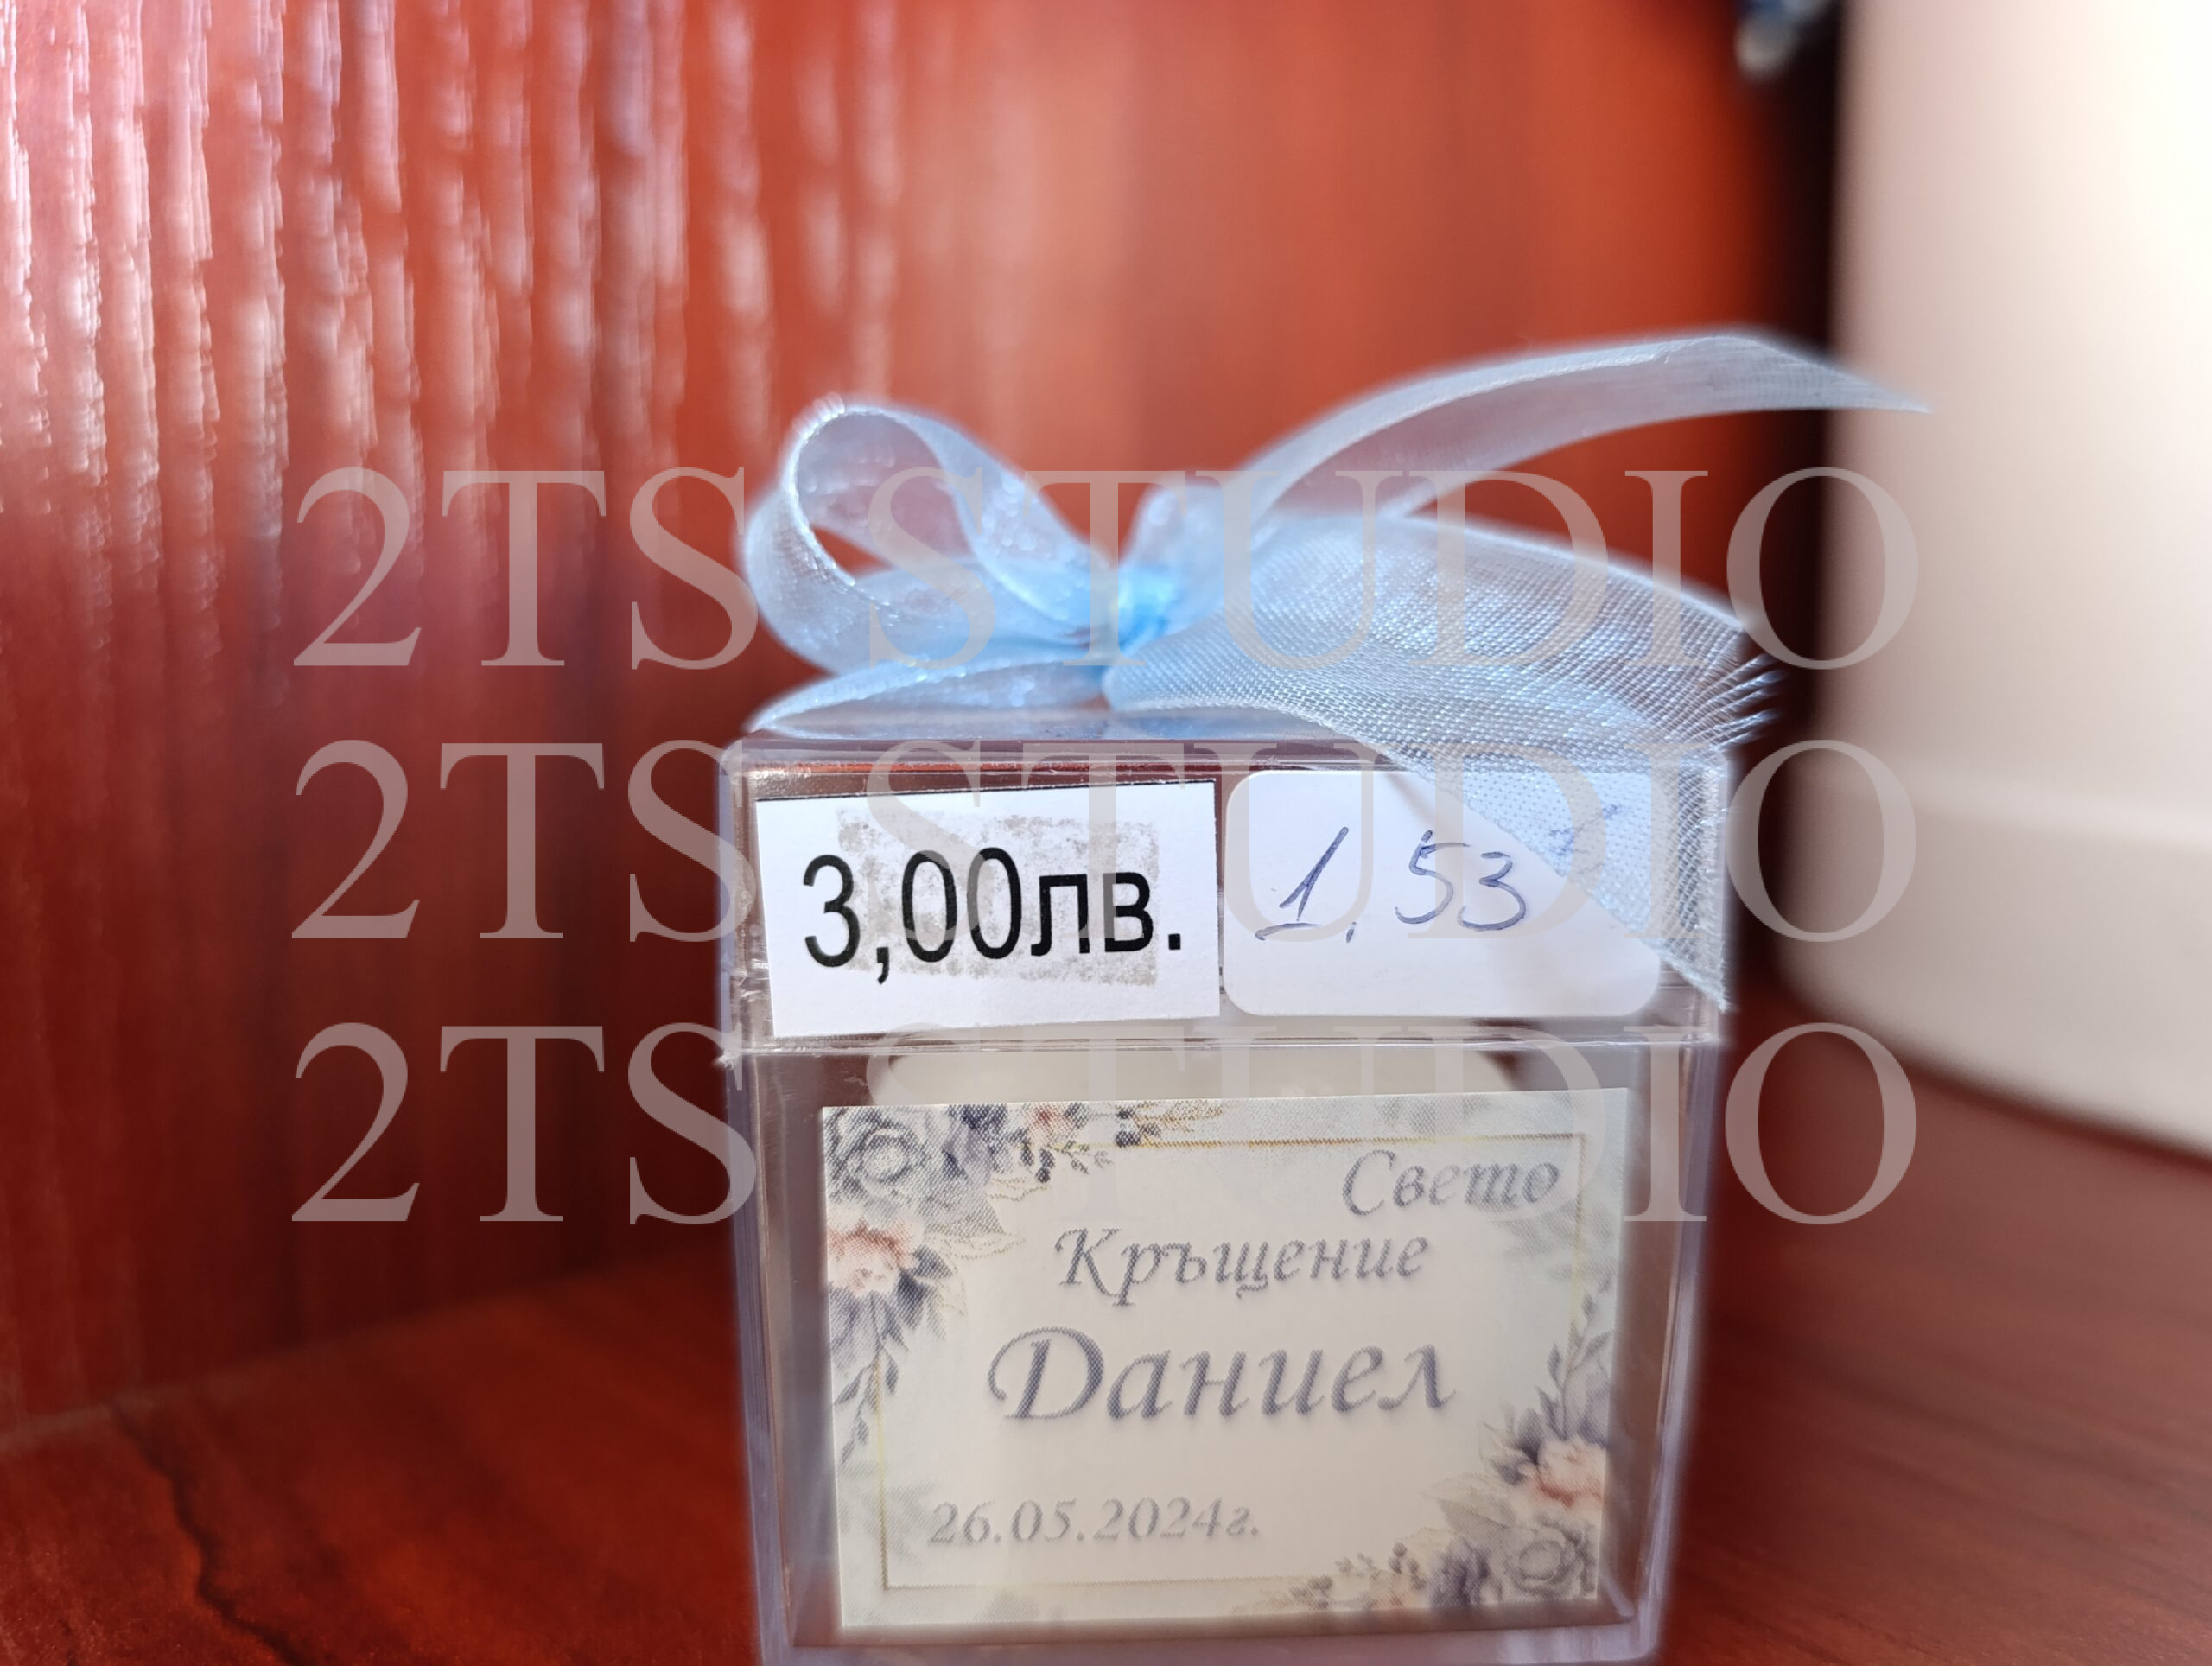 2TS STUDIO
2TS STUDIO
3,00лв.
1,53
2TS STUDIO
Свето
Кръщение
Даниел
26.05.2024г.